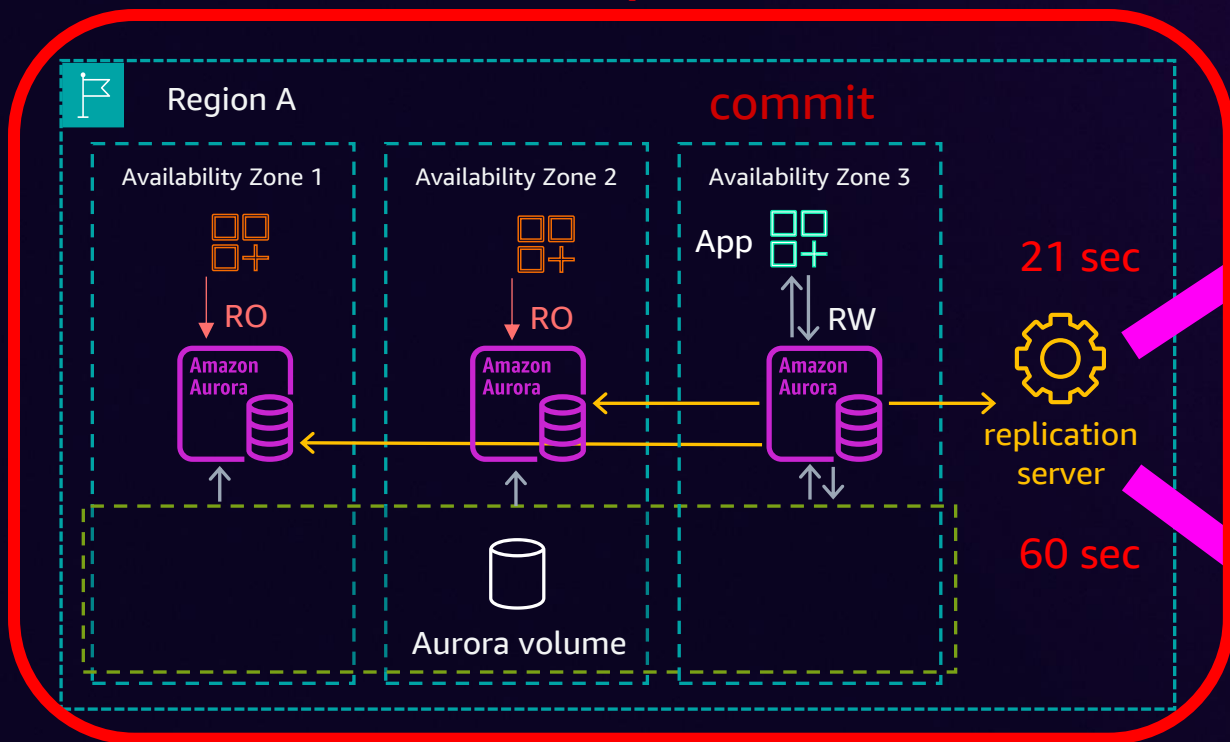 Region A
commit
Availability Zone 1
Availability Zone 2
Availability Zone 3
App
21 sec
RO
RO
RW
Amazon
Aurora
Amazon
Aurora
Amazon
Aurora
replication
server
60 sec
Aurora volume